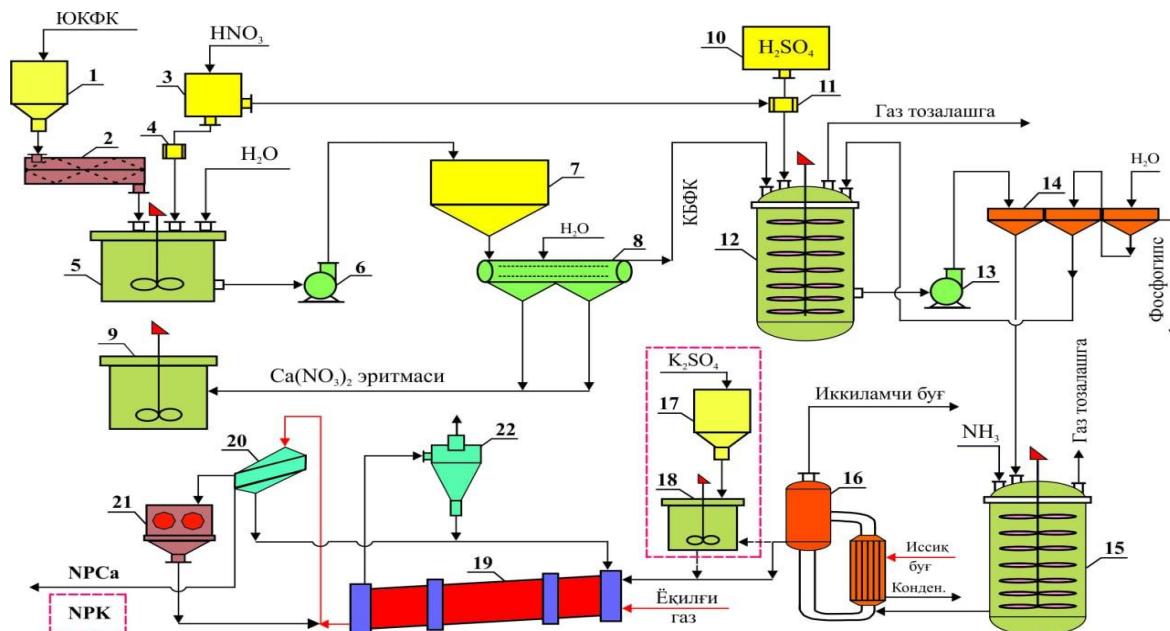 ЮКФК
1
2
HNO₃
3
4
H₂O
5
6
7
H₂O
8
КБФК
9
Ca(NO₃)₂ эритмаси
10
H₂SO₄
11
Газ тозалашга
12
13
14
H₂O
Фосфогипс
K₂SO₄
17
18
Иккиламчи буғ
16
NH₃
Газ тозалашга
15
Иссиқ
буғ
Конден.
20
21
22
19
NPCa
NPK
Ёқилғи
газ